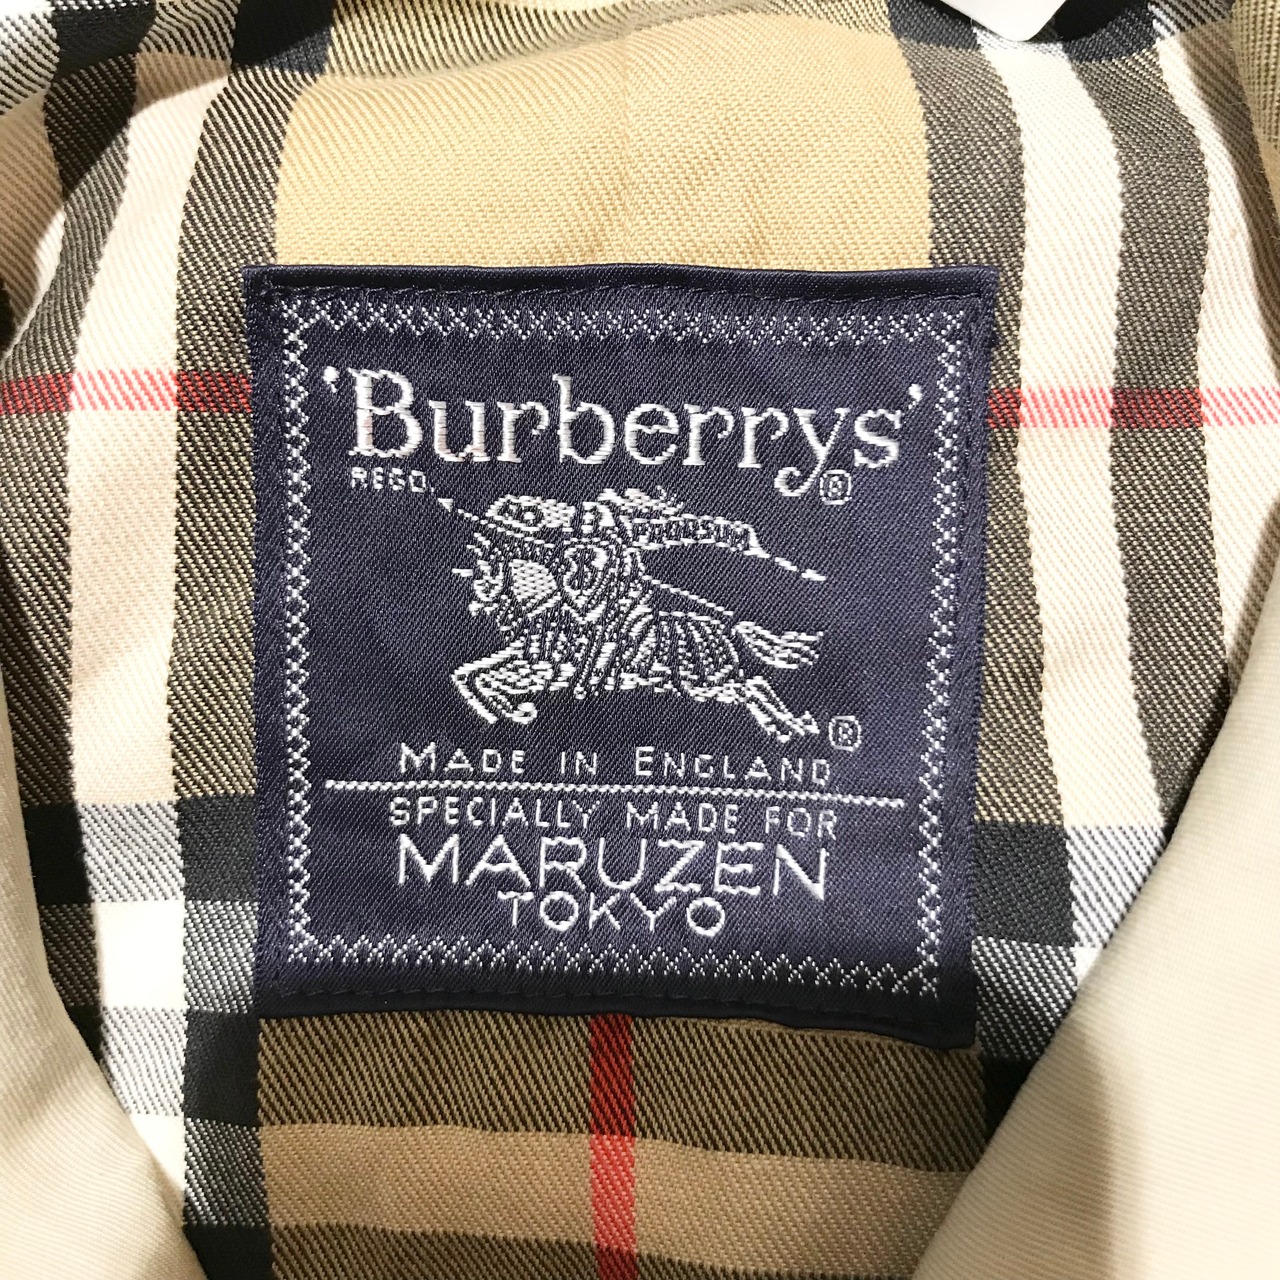 'Burberrys'®
REGD.
PRORSUM
®
MADE IN ENGLAND
SPECIALLY MADE FOR
MARUZEN
TOKYO